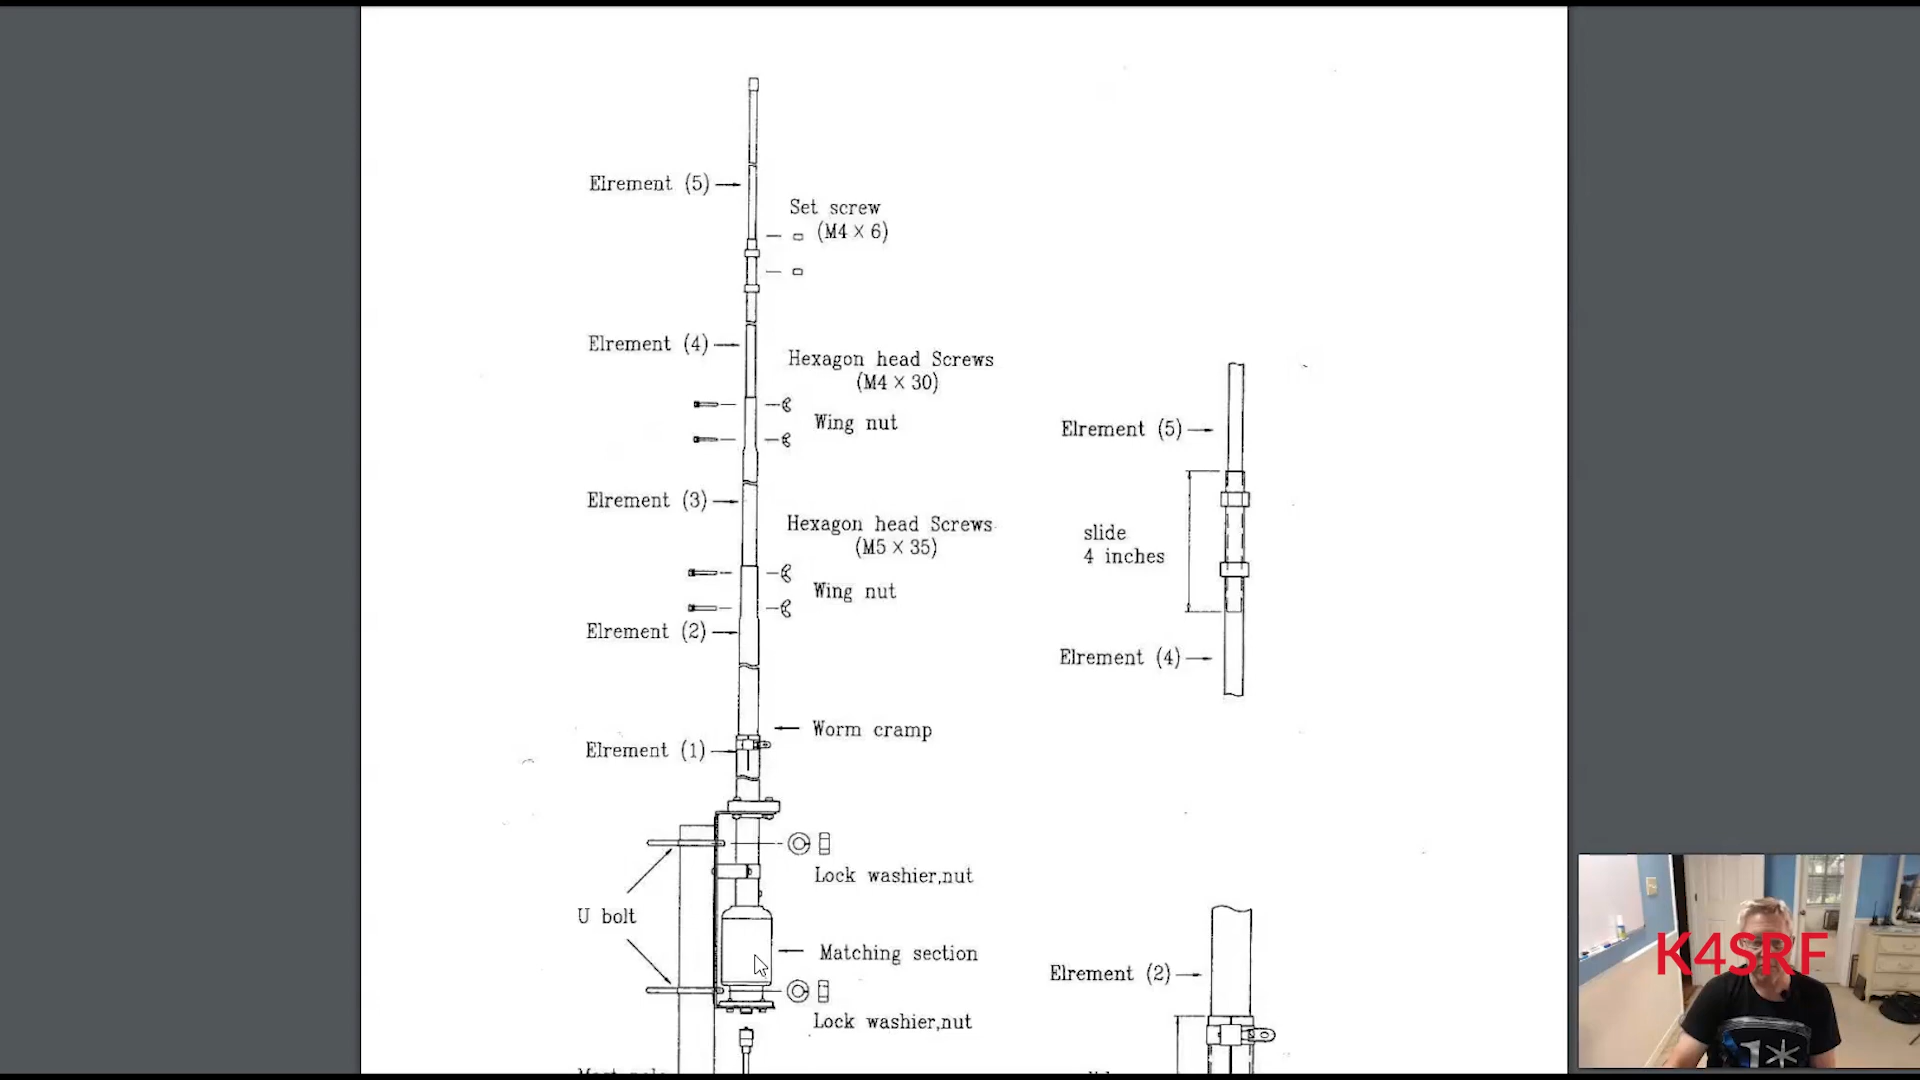 Elrement (5)
Set screw
(M4 X 6)
Elrement (4)
Hexagon head Screws
(M4 X 30)
Wing nut
Elrement (3)
Hexagon head Screws
(M5 X 35)
Wing nut
Elrement (2)
Worm cramp
Elrement (1)
Lock washier,nut
U bolt
Matching section
Lock washier,nut
Elrement (5)
slide
4 inches
Elrement (4)
Elrement (2)
K4SRF